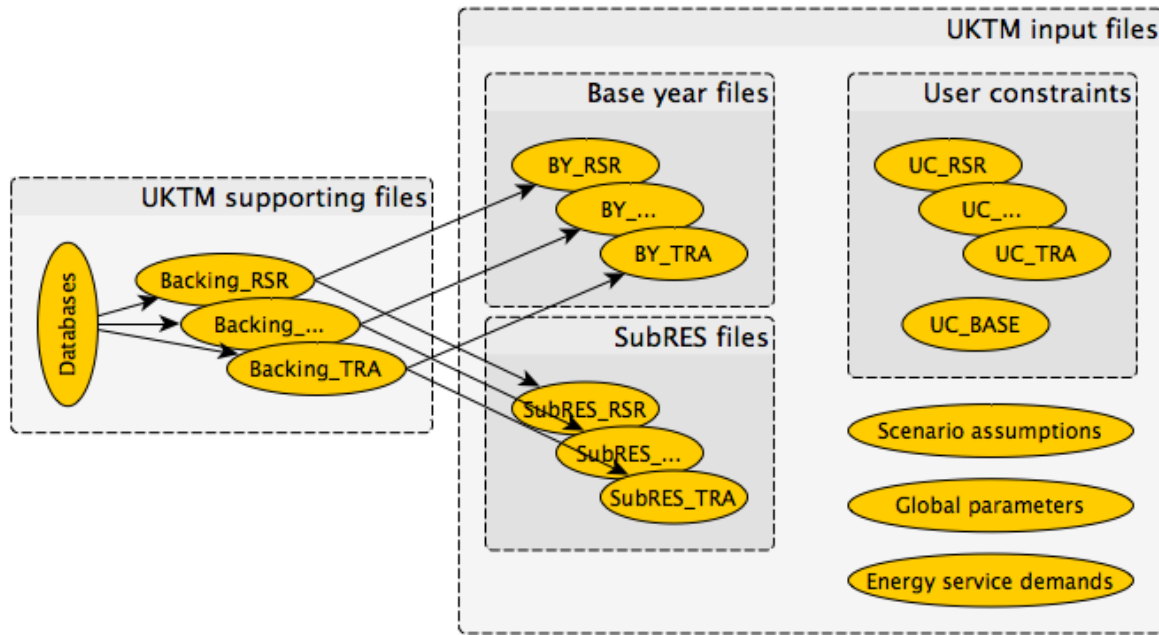 UKTM input files
Base year files
User constraints
BY_RSR
BY_...
BY_TRA
UC_RSR
UC_...
UC_TRA
UC_BASE
UKTM supporting files
Databases
Backing_RSR
Backing_...
Backing_TRA
SubRES files
SubRES_RSR
SubRES_...
SubRES_TRA
Scenario assumptions
Global parameters
Energy service demands